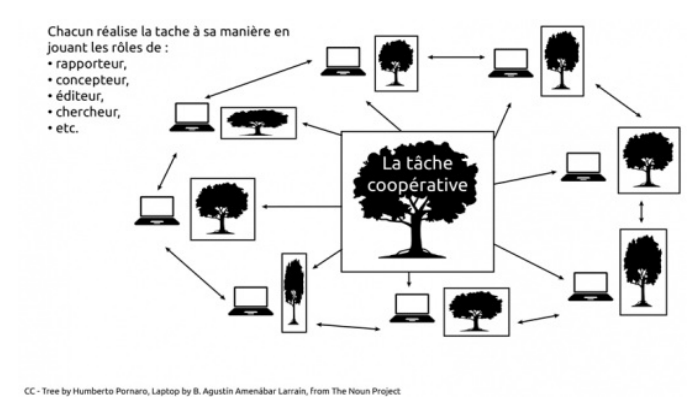 Chacun réalise la tache à sa manière en
jouant les rôles de :
• rapporteur,
• concepteur,
• éditeur,
• chercheur,
• etc.
La tâche
coopérative
CC - Tree by Humberto Pornaro, Laptop by B. Agustín Amenábar Larraín, from The Noun Project